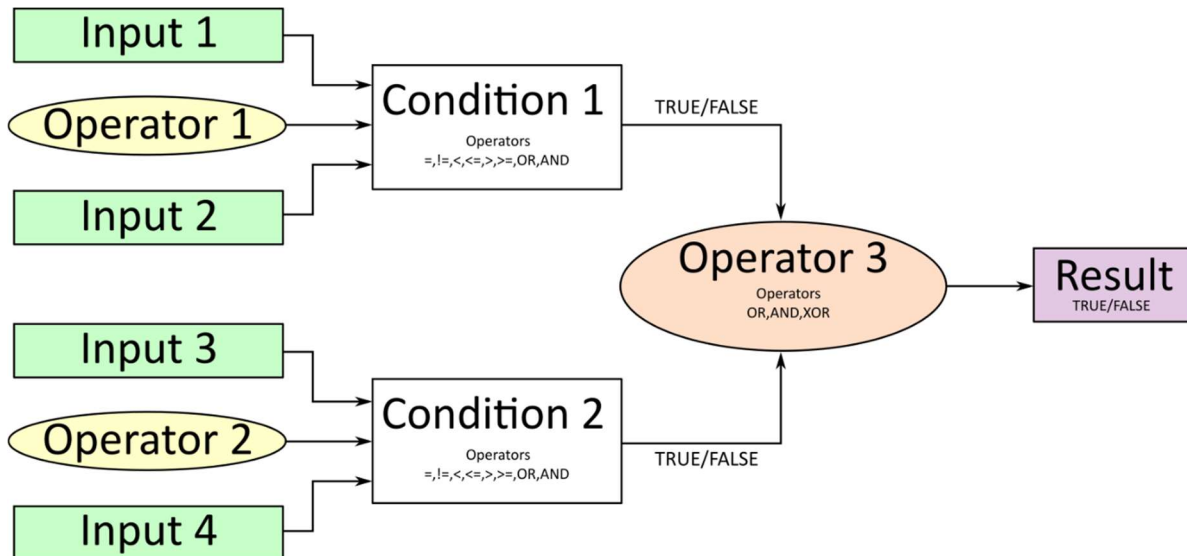 Input 1
Operator 1
Input 2
Condition 1
Operators
=,!=,<,<=,>,>=,OR,AND
TRUE/FALSE
Operator 3
Operators
OR,AND,XOR
Result
TRUE/FALSE
Input 3
Operator 2
Input 4
Condition 2
Operators
=,!=,<,<=,>,>=,OR,AND
TRUE/FALSE